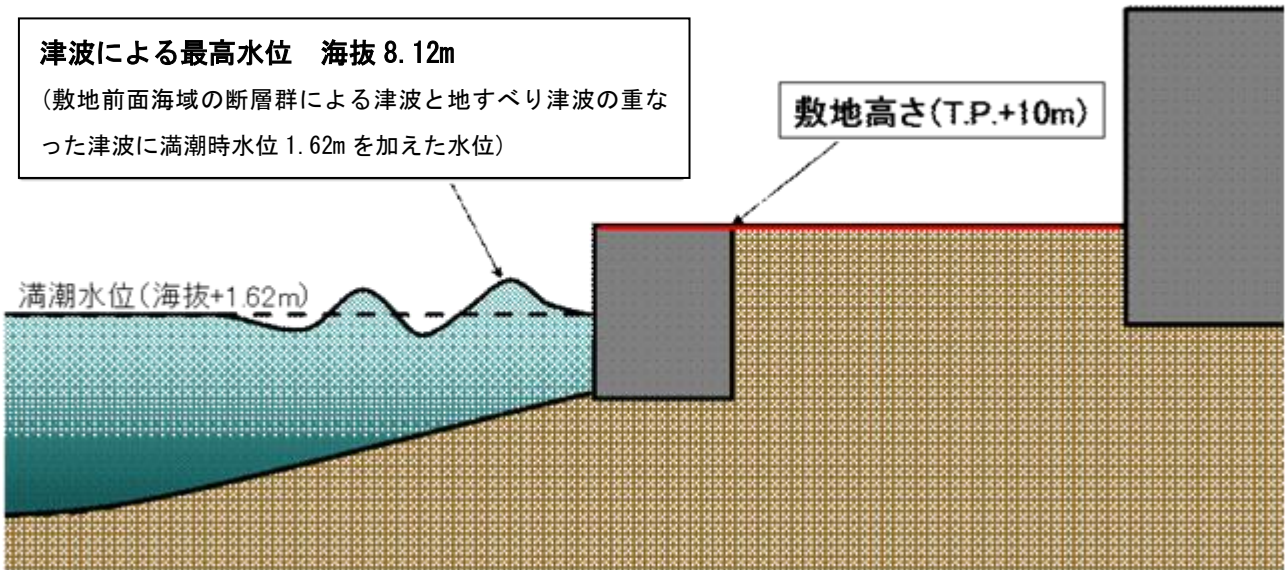 津波による最高水位　海抜 8.12m
(敷地前面海域の断層群による津波と地すべり津波の重な
った津波に満潮時水位 1.62m を加えた水位)
敷地高さ(T.P.+10m)
満潮水位(海抜+1.62m)